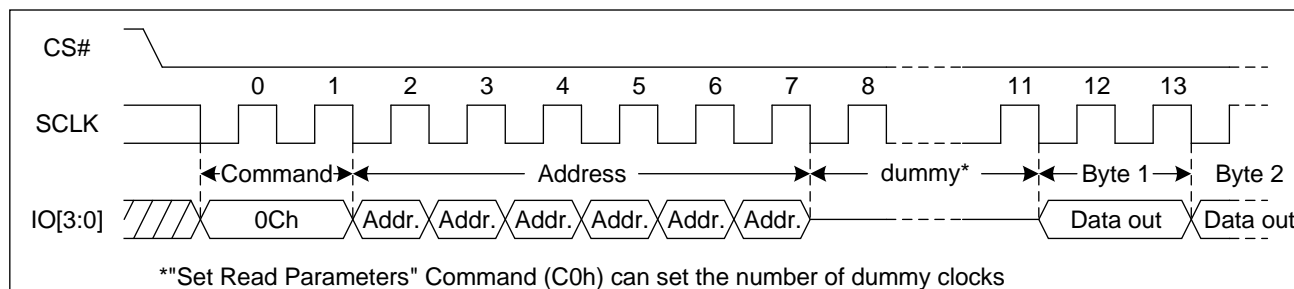 CS#
0 1 2 3 4 5 6 7 8 11 12 13
SCLK
Command Address dummy* Byte 1 Byte 2
IO[3:0] 0Ch Addr. Addr. Addr. Addr. Addr. Addr. Data out Data out
*"Set Read Parameters" Command (C0h) can set the number of dummy clocks